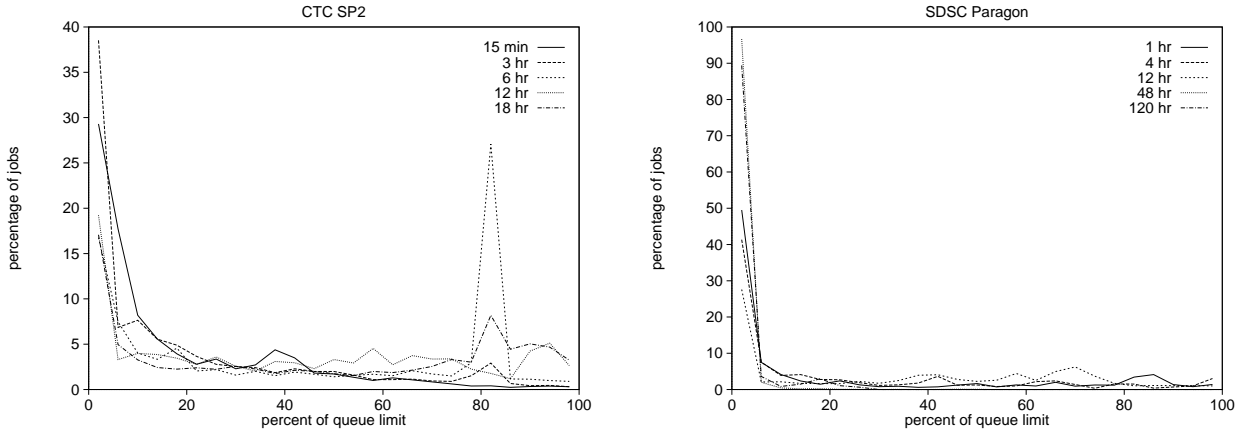 CTC SP2
40
35
30
25
20
15
10
5
0
percentage of jobs
15 min
3 hr
6 hr
12 hr
18 hr
0 20 40 60 80 100
percent of queue limit
SDSC Paragon
100
90
80
70
60
50
40
30
20
10
0
percentage of jobs
1 hr
4 hr
12 hr
48 hr
120 hr
0 20 40 60 80 100
percent of queue limit